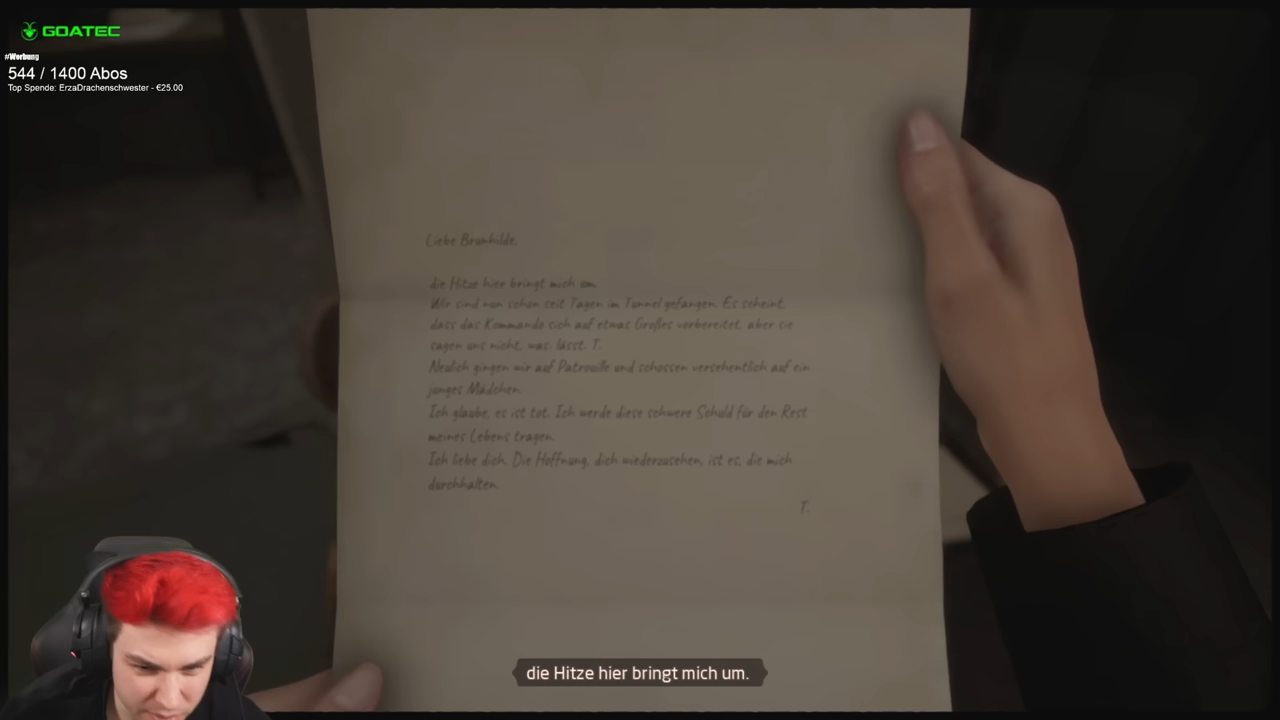 GOATEC
#Werbung
544 / 1400 Abos
Top Spende: ErzaDrachenschwester - €25.00
Liebe Brunhilde,
die Hitze hier bringt mich um.
Wir sind nun schon seit Tagen im Tunnel gefangen. Es scheint,
dass das Kommando sich auf etwas Großes vorbereitet, aber sie
sagen uns nicht, was. lässt. T.
Neulich gingen wir auf Patrouille und schossen versehentlich auf ein
junges Mädchen.
Ich glaube, es ist tot. Ich werde diese schwere Schuld für den Rest
meines Lebens tragen.
Ich liebe dich. Die Hoffnung, dich wiederzusehen, ist es, die mich
durchhalten.
T.
die Hitze hier bringt mich um.